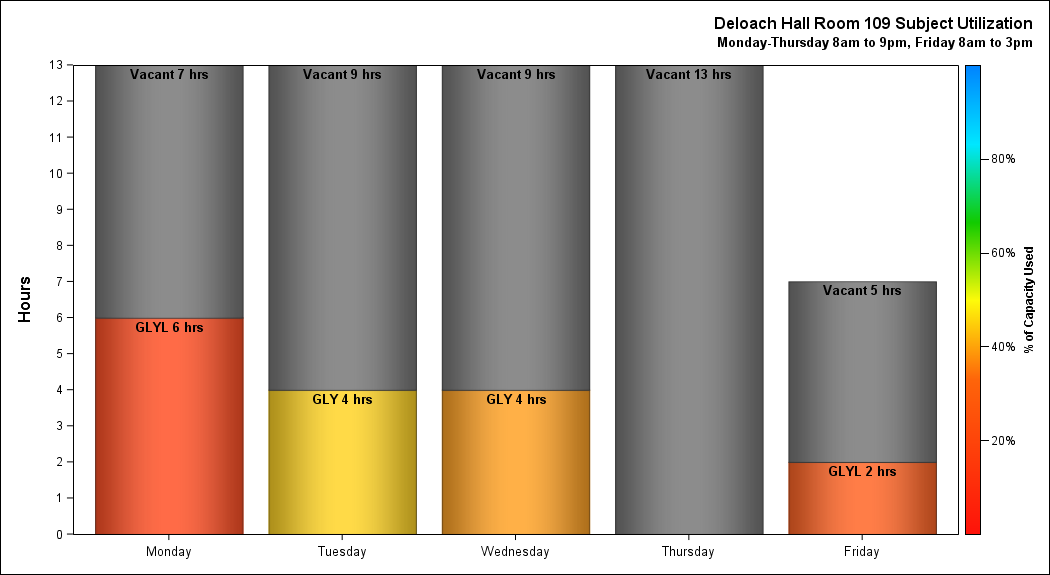 Deloach Hall Room 109 Subject Utilization
Monday-Thursday 8am to 9pm, Friday 8am to 3pm
13
12
11
10
9
8
7
6
5
4
3
2
1
0
Hours
Vacant 7 hrs
GLYL 6 hrs
Vacant 9 hrs
GLY 4 hrs
Vacant 9 hrs
GLY 4 hrs
Vacant 13 hrs
Vacant 5 hrs
GLYL 2 hrs
Monday
Tuesday
Wednesday
Thursday
Friday
80%
60%
40%
20%
% of Capacity Used